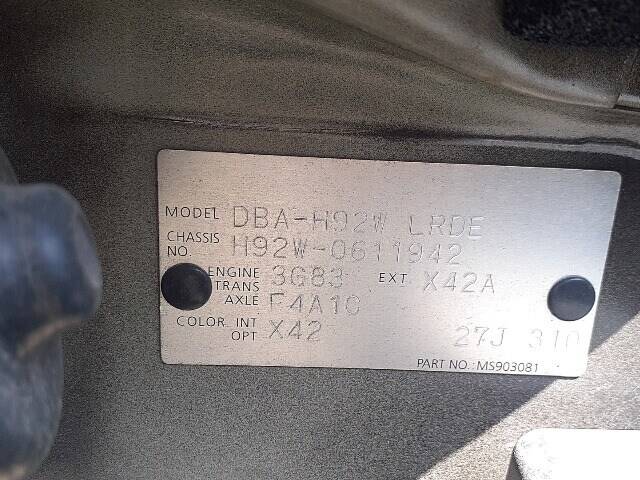 MODEL DBA-H92W LRDE
CHASSIS NO. H92W-0611942
ENGINE 3G83 EXT X42A
TRANS AXLE F4A1C
COLOR INT OPT X42 27J 310
PART NO.: MS903081